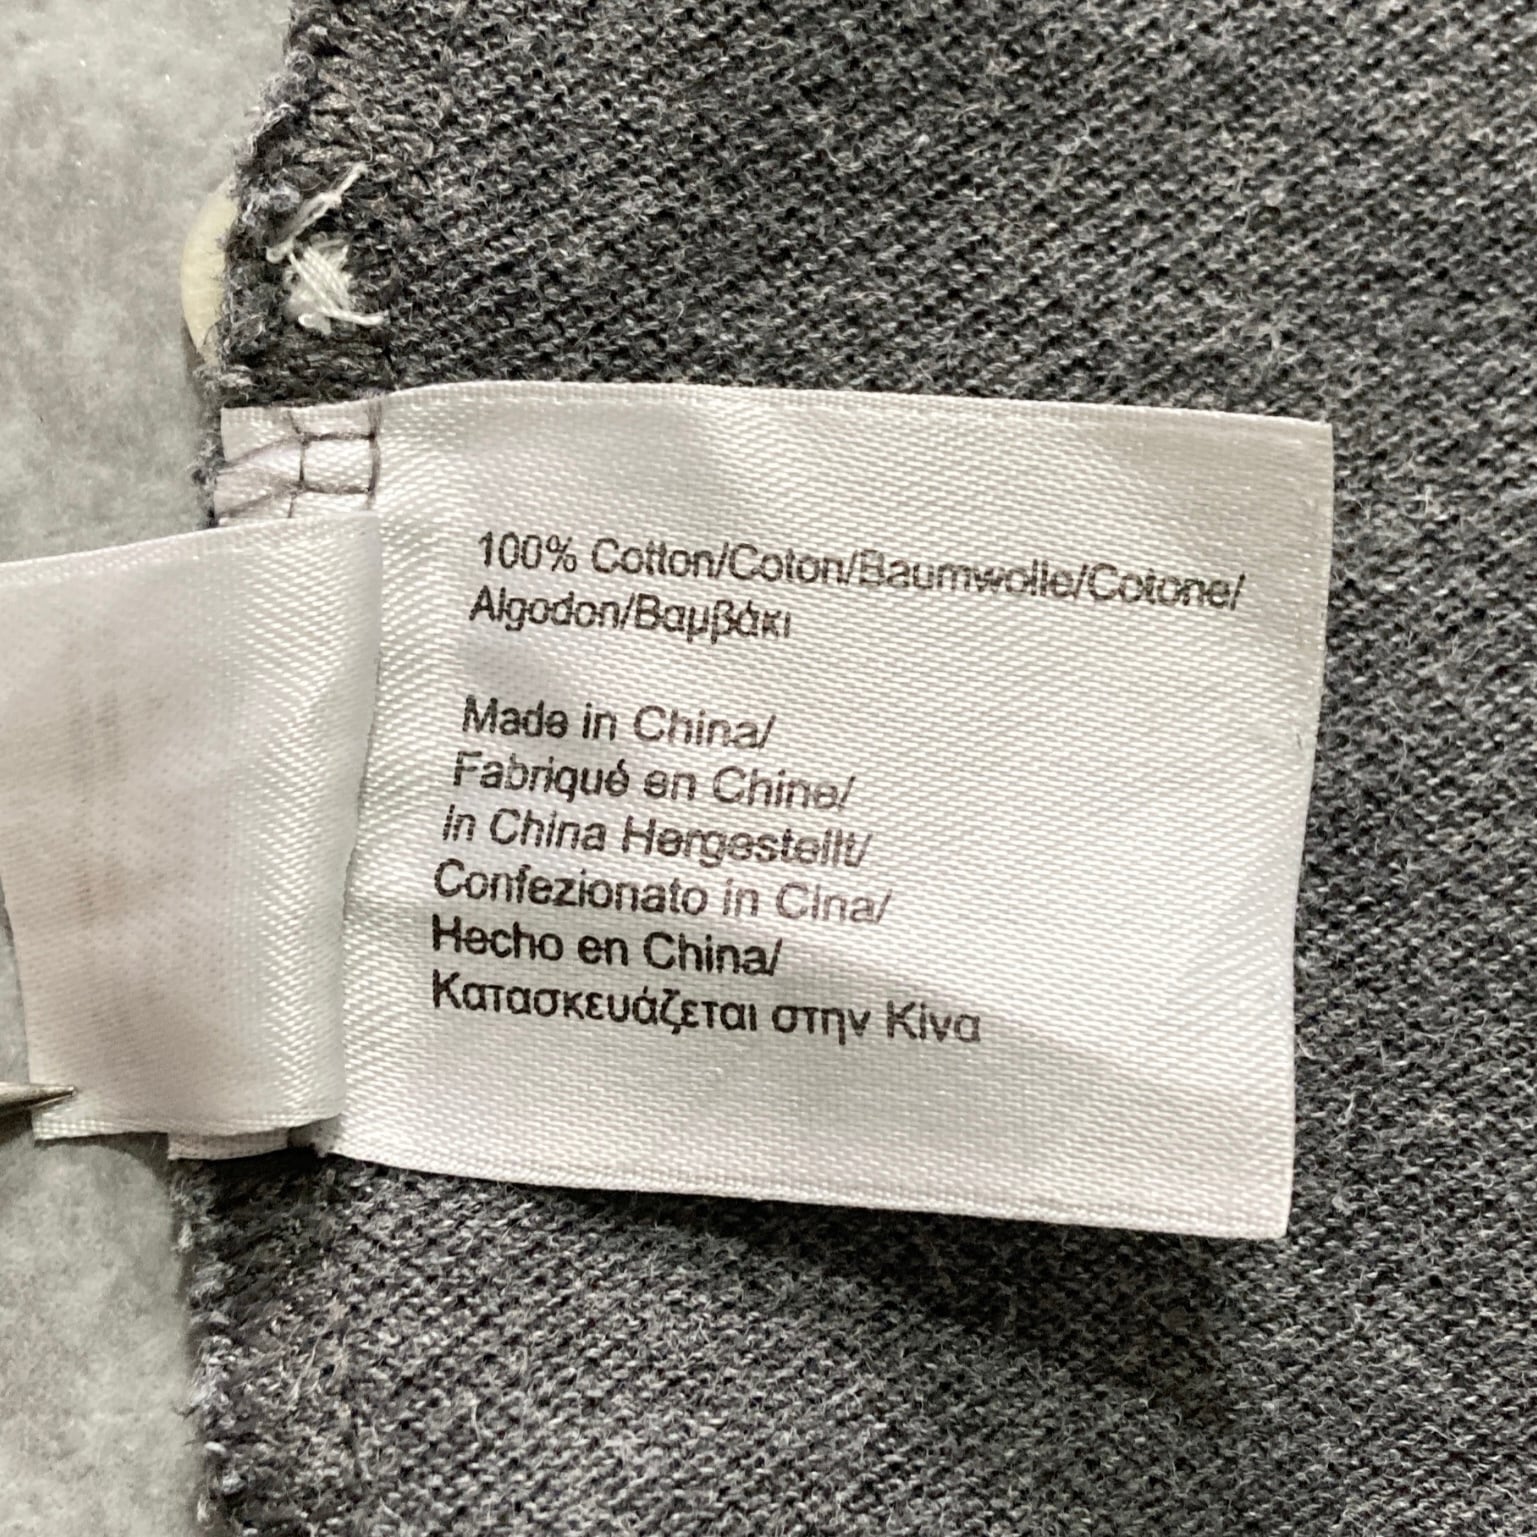 100% Cotton/Coton/Baumwolle/Cotone/
Algodon/Βαμβάκι
Made in China/
Fabriqué en Chine/
in China Hergestellt/
Confezionato in Cina/
Hecho en China/
Κατασκευάζεται στην Κίνα